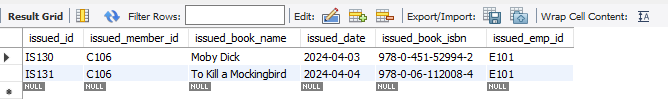 Result Grid Filter Rows: Edit: Export/Import: Wrap Cell Content: IA
issued_id issued_member_id issued_book_name issued_date issued_book_isbn issued_emp_id
IS130 C106 Moby Dick 2024-04-03 978-0-451-52994-2 E101
IS131 C106 To Kill a Mockingbird 2024-04-04 978-0-06-112008-4 E101
NULL NULL NULL NULL NULL NULL